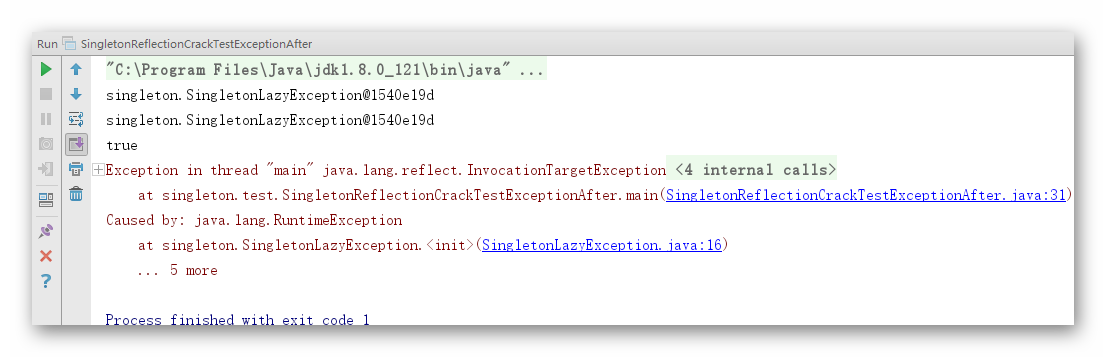 Run SingletonReflectionCrackTestExceptionAfter
"C:\Program Files\Java\jdk1.8.0_121\bin\java" ...
singleton.SingletonLazyException@1540e19d
singleton.SingletonLazyException@1540e19d
true
Exception in thread "main" java.lang.reflect.InvocationTargetException <4 internal calls>
    at singleton.test.SingletonReflectionCrackTestExceptionAfter.main(SingletonReflectionCrackTestExceptionAfter.java:31)
Caused by: java.lang.RuntimeException
    at singleton.SingletonLazyException.<init>(SingletonLazyException.java:16)
    ... 5 more
Process finished with exit code 1